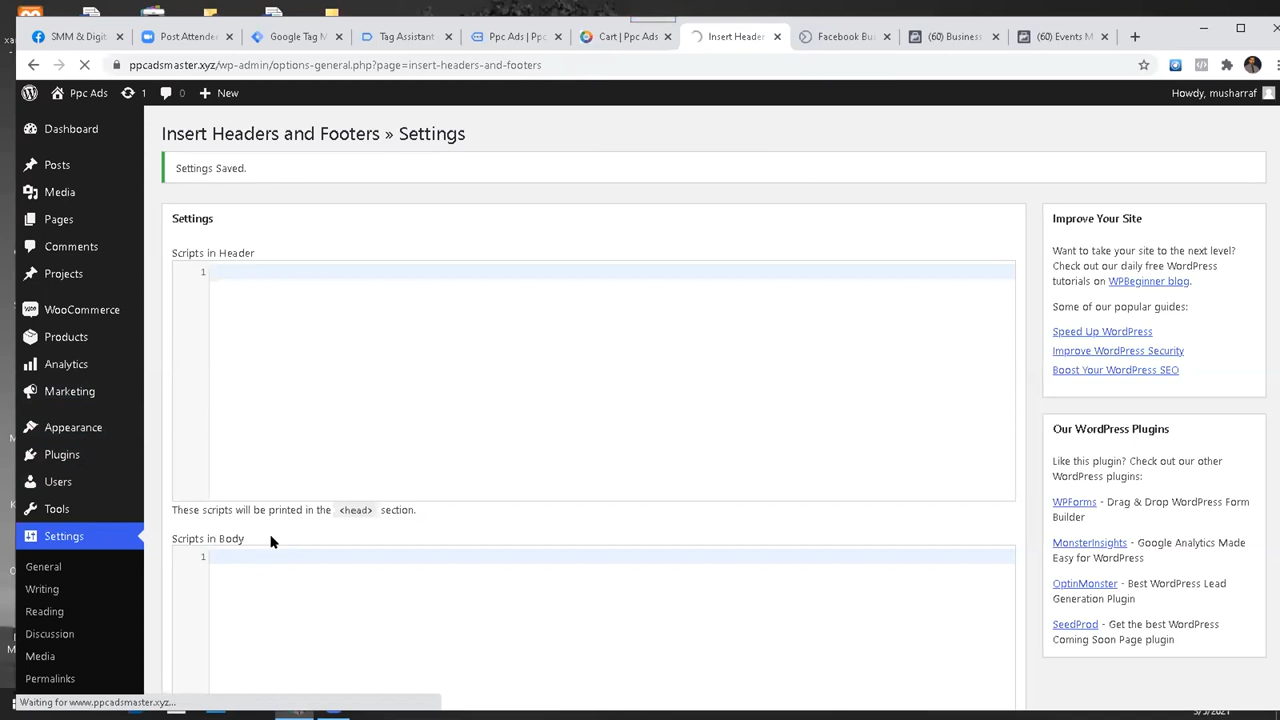 SMM & Digit
Post Attende
Google Tag M
Tag Assistant
Ppc Ads | Ppc
Cart | Ppc Ads
Insert Header
Facebook Bu
(60) Business
(60) Events M
ppcadsmaster.xyz/wp-admin/options-general.php?page=insert-headers-and-footers
Ppc Ads 1 0 New
Howdy, musharraf
Dashboard
Posts
Media
Pages
Comments
Projects
WooCommerce
Products
Analytics
Marketing
Appearance
Plugins
Users
Tools
Settings
General
Writing
Reading
Discussion
Media
Permalinks
Insert Headers and Footers » Settings
Settings Saved.
Settings
Scripts in Header
1
These scripts will be printed in the <head> section.
Scripts in Body
1
Improve Your Site
Want to take your site to the next level?
Check out our daily free WordPress
tutorials on WPBeginner blog.
Some of our popular guides:
Speed Up WordPress
Improve WordPress Security
Boost Your WordPress SEO
Our WordPress Plugins
Like this plugin? Check out our other
WordPress plugins:
WPForms - Drag & Drop WordPress Form
Builder
MonsterInsights - Google Analytics Made
Easy for WordPress
OptinMonster - Best WordPress Lead
Generation Plugin
SeedProd - Get the best WordPress
Coming Soon Page plugin
Waiting for www.ppcadsmaster.xyz...